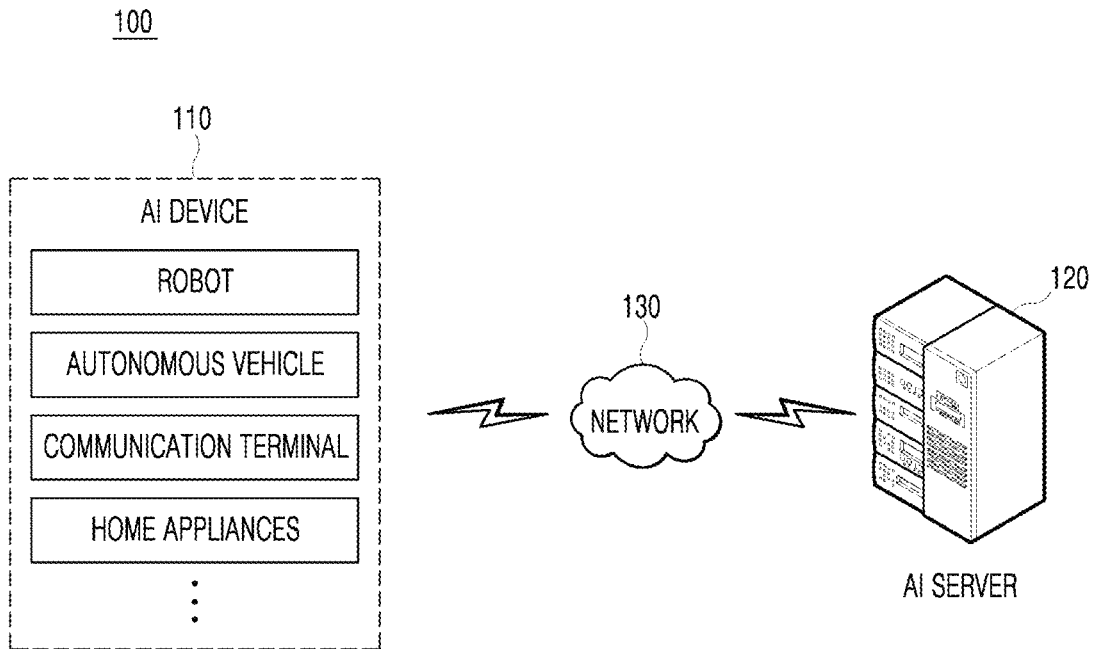 100
110
AI DEVICE
ROBOT
AUTONOMOUS VEHICLE
COMMUNICATION TERMINAL
HOME APPLIANCES
130
NETWORK
120
AI SERVER